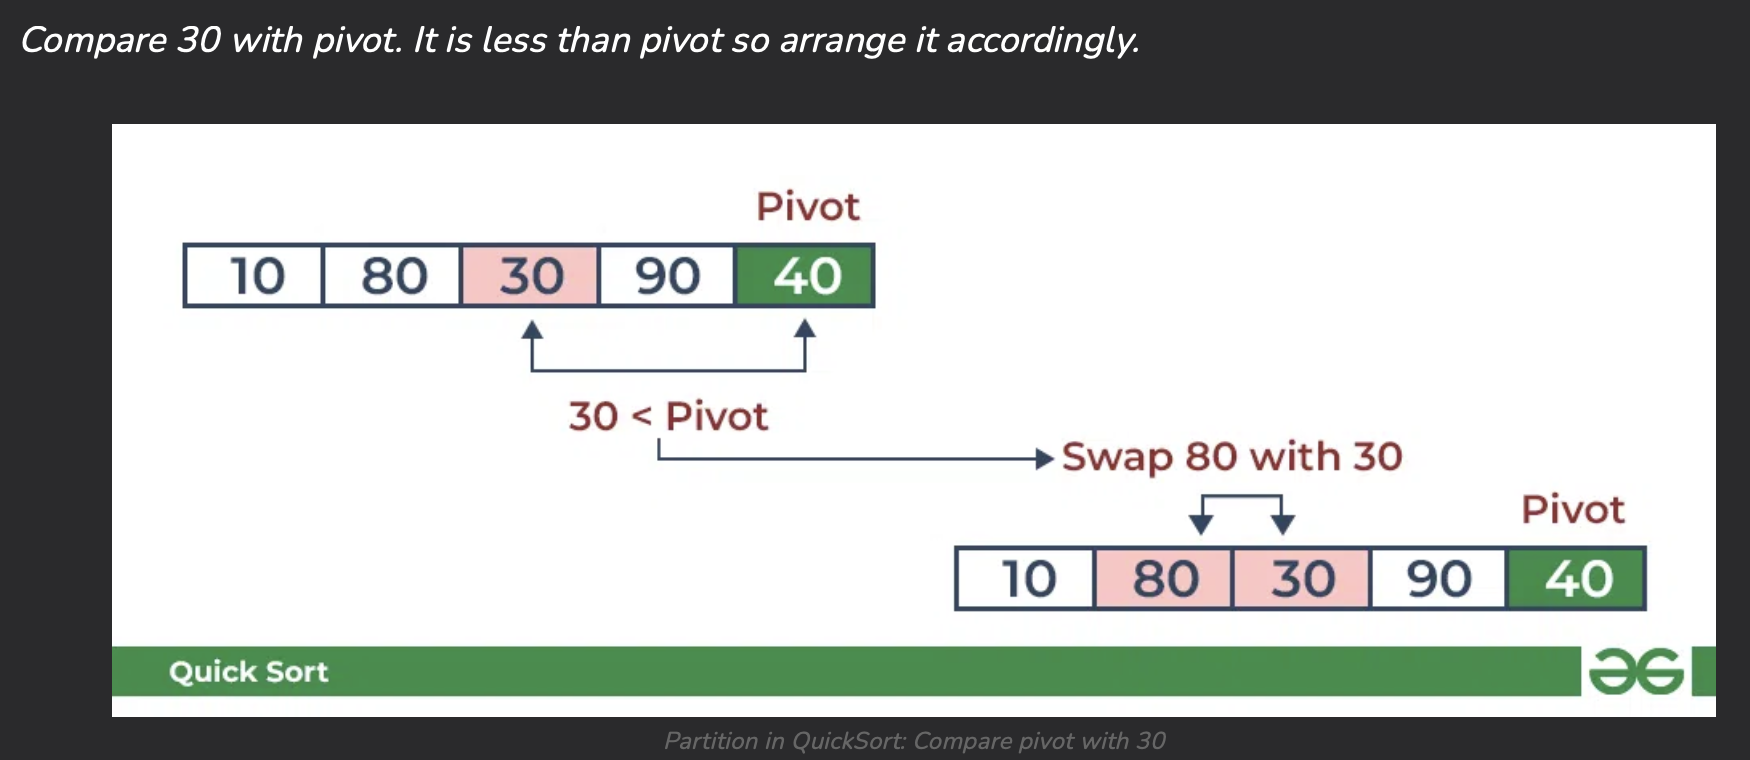 Compare 30 with pivot. It is less than pivot so arrange it accordingly.
Pivot
10 80 30 90 40
30 < Pivot
Swap 80 with 30
Pivot
10 80 30 90 40
Quick Sort
Partition in QuickSort: Compare pivot with 30